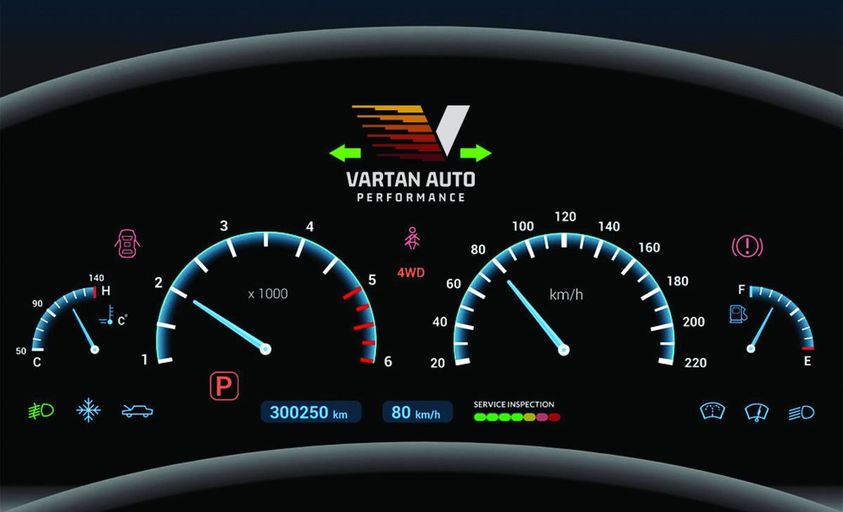 VARTAN AUTO
PERFORMANCE
3
4
2
5
1
6
x 1000
4WD
100
120
140
80
160
60
180
40
200
20
220
km/h
140
H
90
C°
50
C
F
E
P
300250 km
80 km/h
SERVICE INSPECTION